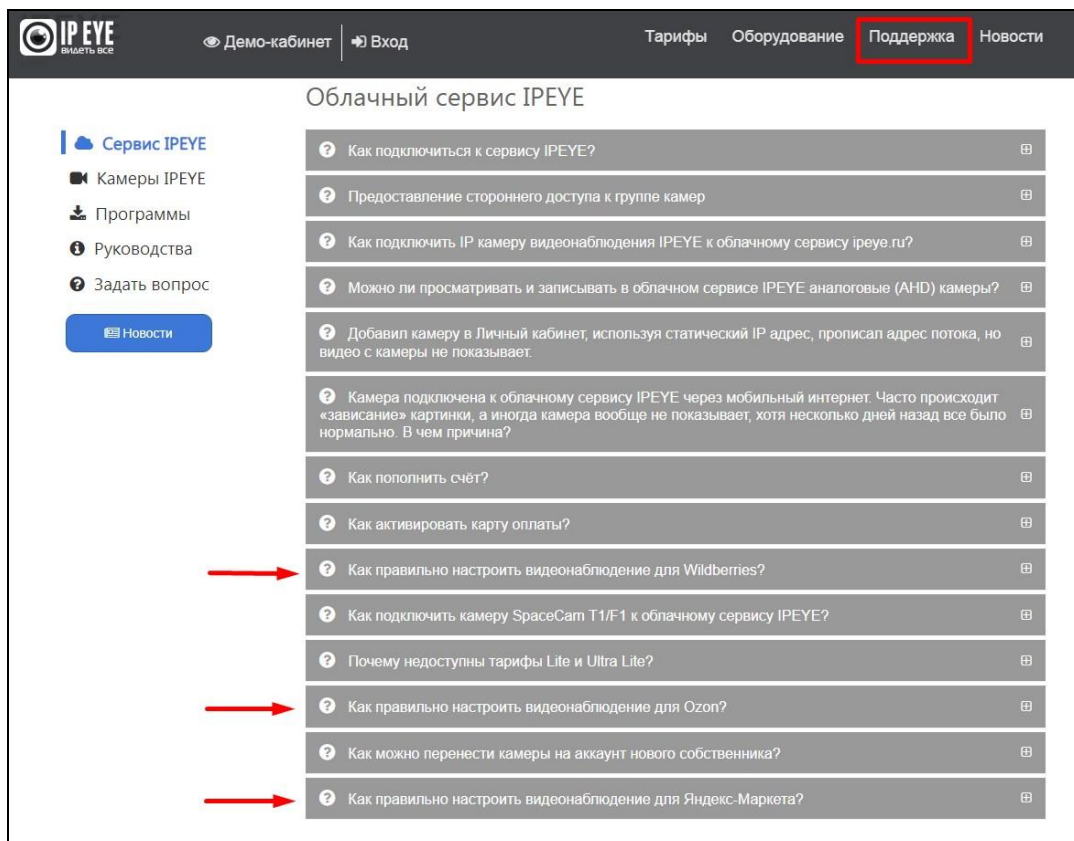 IP EYE
видеть все
Демо-кабинет
Вход
Тарифы
Оборудование
Поддержка
Новости
Облачный сервис IPEYE
Сервис IPEYE
Камеры IPEYE
Программы
Руководства
Задать вопрос
Новости
Как подключиться к сервису IPEYE?
Предоставление стороннего доступа к группе камер
Как подключить IP камеру видеонаблюдения IPEYE к облачному сервису ipeye.ru?
Можно ли просматривать и записывать в облачном сервисе IPEYE аналоговые (AHD) камеры?
Добавил камеру в Личный кабинет, используя статический IP адрес, прописал адрес потока, но
видео с камеры не показывает.
Камера подключена к облачному сервису IPEYE через мобильный интернет. Часто происходит
«зависание» картинки, а иногда камера вообще не показывает, хотя несколько дней назад все было
нормально. В чем причина?
Как пополнить счёт?
Как активировать карту оплаты?
Как правильно настроить видеонаблюдение для Wildberries?
Как подключить камеру SpaceCam T1/F1 к облачному сервису IPEYE?
Почему недоступны тарифы Lite и Ultra Lite?
Как правильно настроить видеонаблюдение для Ozon?
Как можно перенести камеры на аккаунт нового собственника?
Как правильно настроить видеонаблюдение для Яндекс-Маркета?